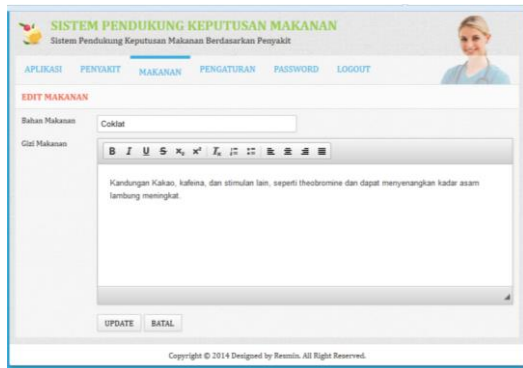 SISTEM PENDUKUNG KEPUTUSAN MAKANAN
Sistem Pendukung Keputusan Makanan Berdasarkan Penyakit
APLIKASI PENYAKIT MAKANAN PENGATURAN PASSWORD LOGOUT
EDIT MAKANAN
Bahan Makanan Coklat
Gizi Makanan
Kandungan Kakao, kafeina, dan stimulan lain, seperti theobromine dan dapat menyenangkan kadar asam
lambung meningkat.
UPDATE BATAL
Copyright © 2014 Designed by Resmiis. All Right Reserved.